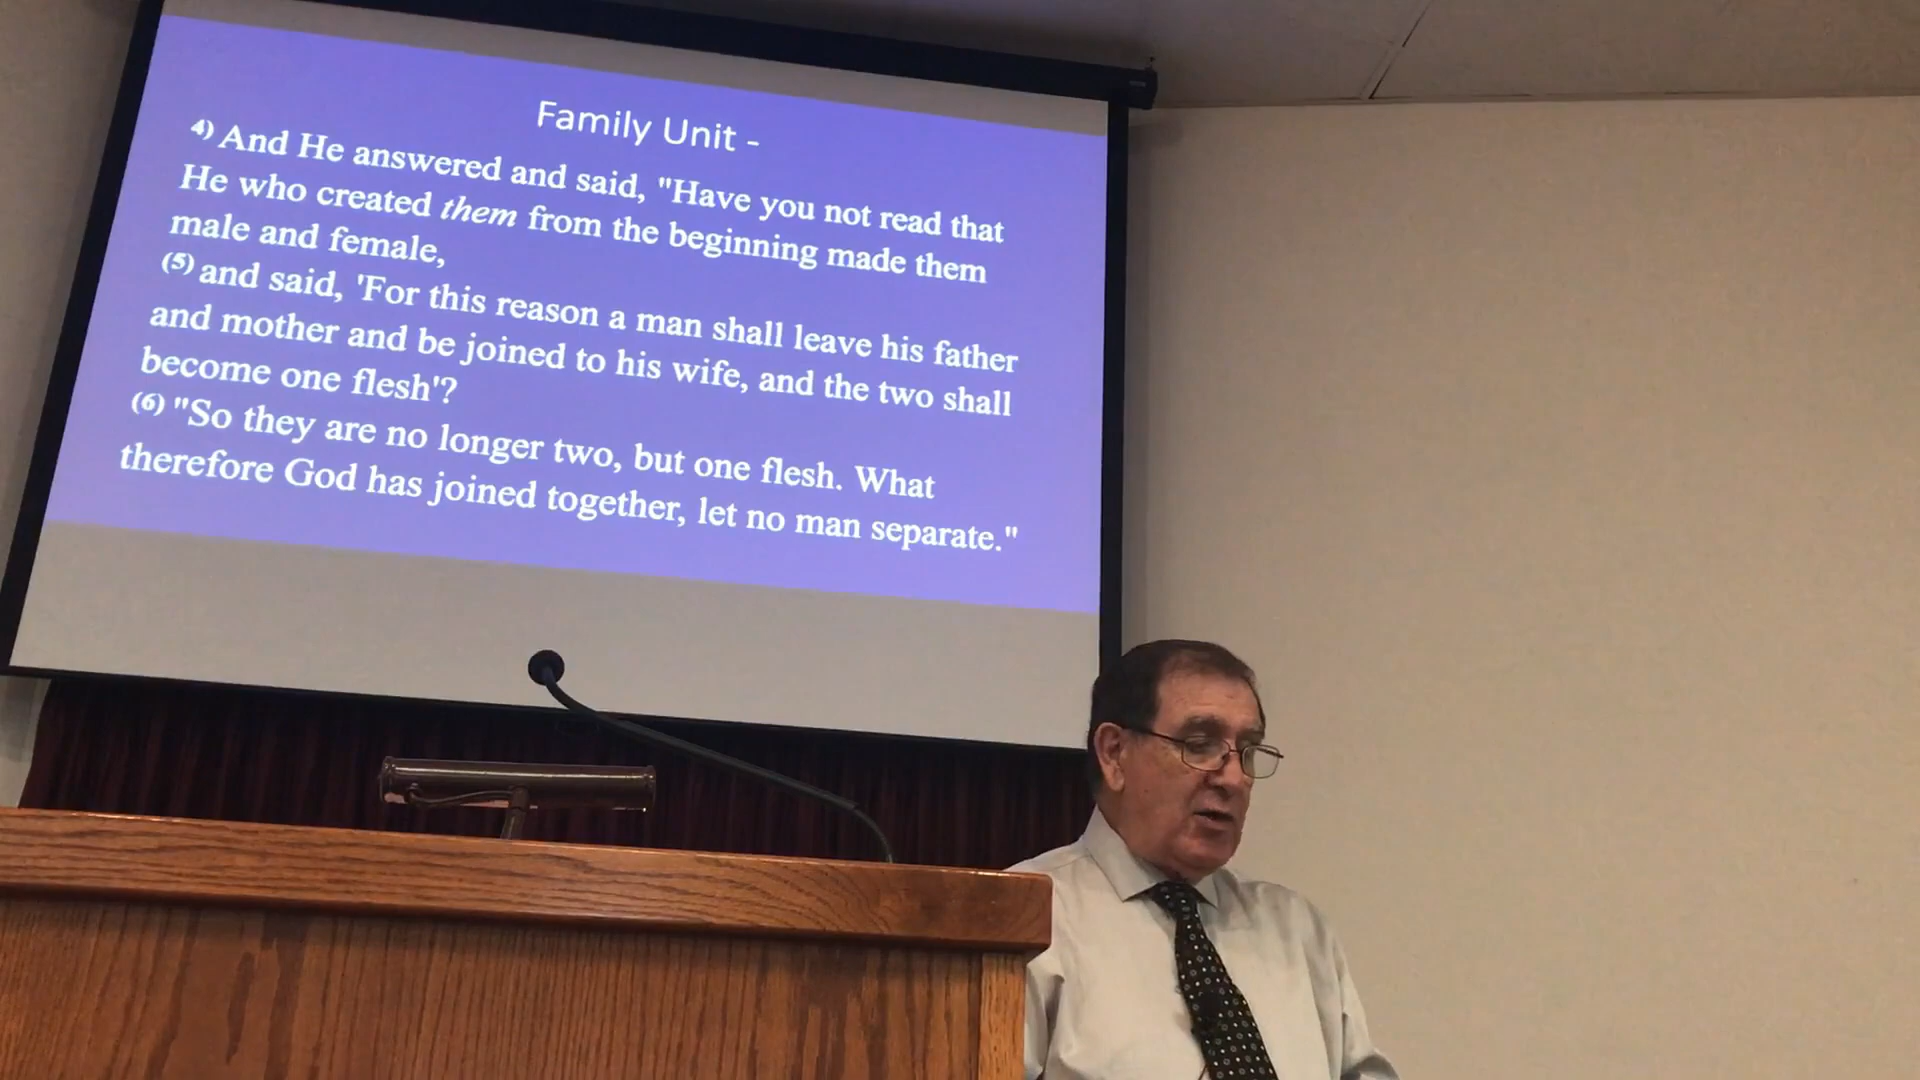 Family Unit -
4) And He answered and said, "Have you not read that
He who created them from the beginning made them
male and female,
(5) and said, 'For this reason a man shall leave his father
and mother and be joined to his wife, and the two shall
become one flesh'?
(6) "So they are no longer two, but one flesh. What
therefore God has joined together, let no man separate."